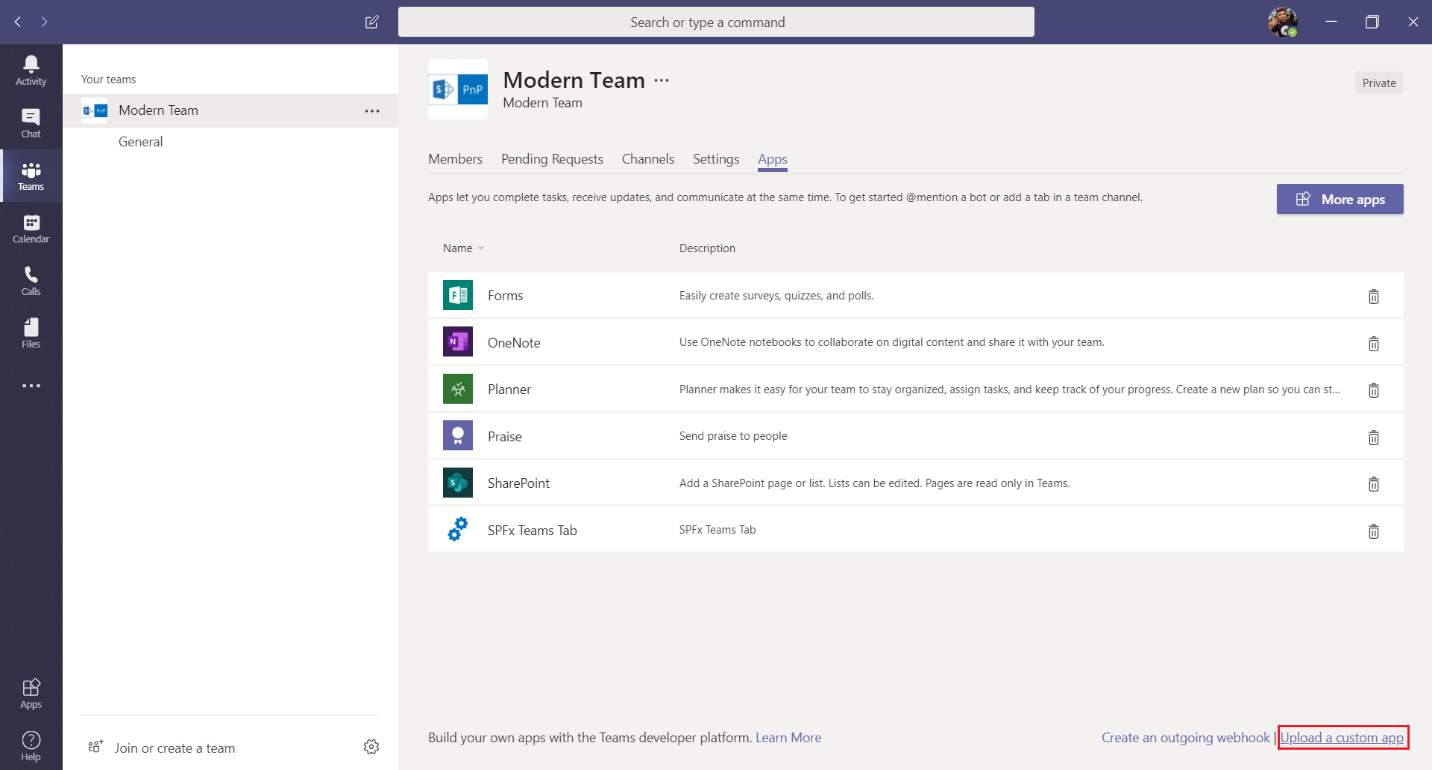 Search or type a command
Activity
Chat
Teams
Calendar
Calls
Files
Apps
Help
Your teams
S PnP Modern Team
General
Join or create a team
S PnP
Modern Team
Modern Team
Private
Members Pending Requests Channels Settings Apps
Apps let you complete tasks, receive updates, and communicate at the same time. To get started @mention a bot or add a tab in a team channel.
More apps
Name Description
F Forms Easily create surveys, quizzes, and polls.
N OneNote Use OneNote notebooks to collaborate on digital content and share it with your team.
Planner Planner makes it easy for your team to stay organized, assign tasks, and keep track of your progress. Create a new plan so you can st...
Praise Send praise to people
S SharePoint Add a SharePoint page or list. Lists can be edited. Pages are read only in Teams.
SPFx Teams Tab SPFx Teams Tab
Build your own apps with the Teams developer platform. Learn More
Create an outgoing webhook | Upload a custom app